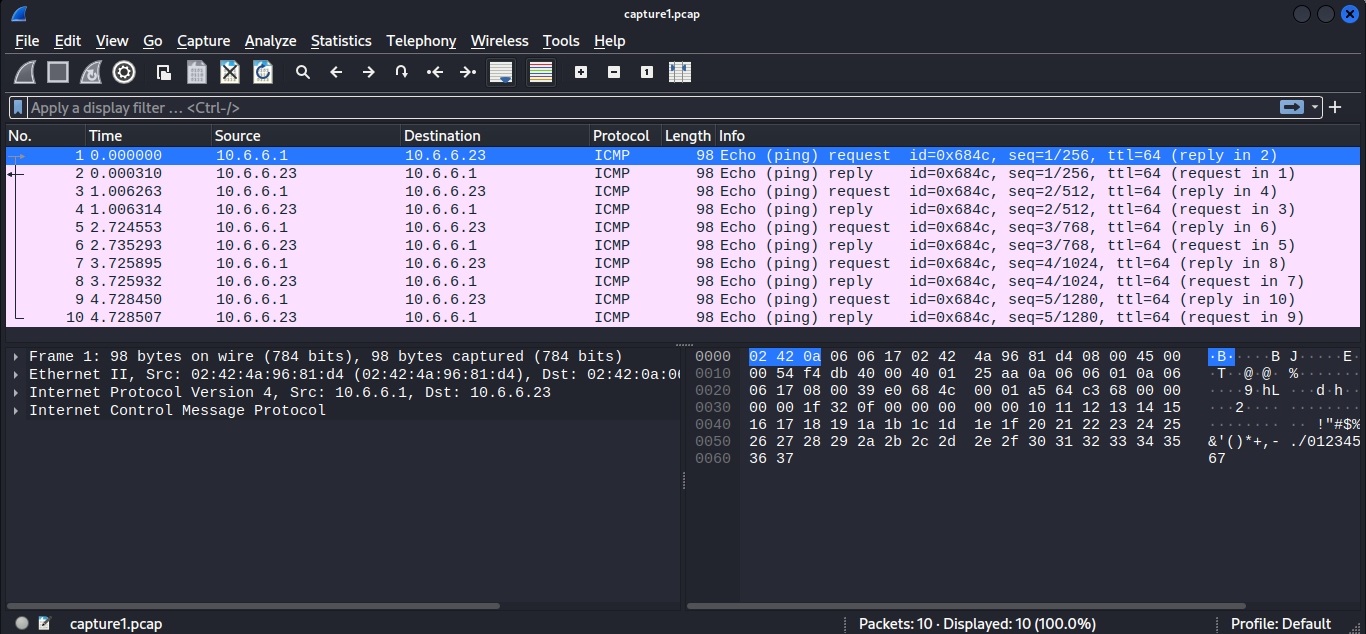 capture1.pcap
File Edit View Go Capture Analyze Statistics Telephony Wireless Tools Help
Apply a display filter ... <Ctrl-/>
No. Time Source Destination Protocol Length Info
1 0.000000 10.6.6.1 10.6.6.23 ICMP 98 Echo (ping) request id=0x684c, seq=1/256, ttl=64 (reply in 2)
2 0.000310 10.6.6.23 10.6.6.1 ICMP 98 Echo (ping) reply id=0x684c, seq=1/256, ttl=64 (request in 1)
3 1.006263 10.6.6.1 10.6.6.23 ICMP 98 Echo (ping) request id=0x684c, seq=2/512, ttl=64 (reply in 4)
4 1.006314 10.6.6.23 10.6.6.1 ICMP 98 Echo (ping) reply id=0x684c, seq=2/512, ttl=64 (request in 3)
5 2.724553 10.6.6.1 10.6.6.23 ICMP 98 Echo (ping) request id=0x684c, seq=3/768, ttl=64 (reply in 6)
6 2.735293 10.6.6.23 10.6.6.1 ICMP 98 Echo (ping) reply id=0x684c, seq=3/768, ttl=64 (request in 5)
7 3.725895 10.6.6.1 10.6.6.23 ICMP 98 Echo (ping) request id=0x684c, seq=4/1024, ttl=64 (reply in 8)
8 3.725932 10.6.6.23 10.6.6.1 ICMP 98 Echo (ping) reply id=0x684c, seq=4/1024, ttl=64 (request in 7)
9 4.728450 10.6.6.1 10.6.6.23 ICMP 98 Echo (ping) request id=0x684c, seq=5/1280, ttl=64 (reply in 10)
10 4.728507 10.6.6.23 10.6.6.1 ICMP 98 Echo (ping) reply id=0x684c, seq=5/1280, ttl=64 (request in 9)
Frame 1: 98 bytes on wire (784 bits), 98 bytes captured (784 bits)
Ethernet II, Src: 02:42:4a:96:81:d4 (02:42:4a:96:81:d4), Dst: 02:42:0a:06
Internet Protocol Version 4, Src: 10.6.6.1, Dst: 10.6.6.23
Internet Control Message Protocol
0000 02 42 0a 06 06 17 02 42 4a 96 81 d4 08 00 45 00 ·B····B J·····E·
0010 00 54 f4 db 40 00 40 01 25 aa 0a 06 06 01 0a 06 ·T··@·@· %·······
0020 06 17 08 00 39 e0 68 4c 00 01 a5 64 c3 68 00 00 ····9·hL ···d·h··
0030 00 00 1f 32 0f 00 00 00 00 00 10 11 12 13 14 15 ···2···· ········
0040 16 17 18 19 1a 1b 1c 1d 1e 1f 20 21 22 23 24 25 ········ ·· !"#$%
0050 26 27 28 29 2a 2b 2c 2d 2e 2f 30 31 32 33 34 35 &'()*+,- ./012345
0060 36 37 67
capture1.pcap Packets: 10 · Displayed: 10 (100.0%) Profile: Default